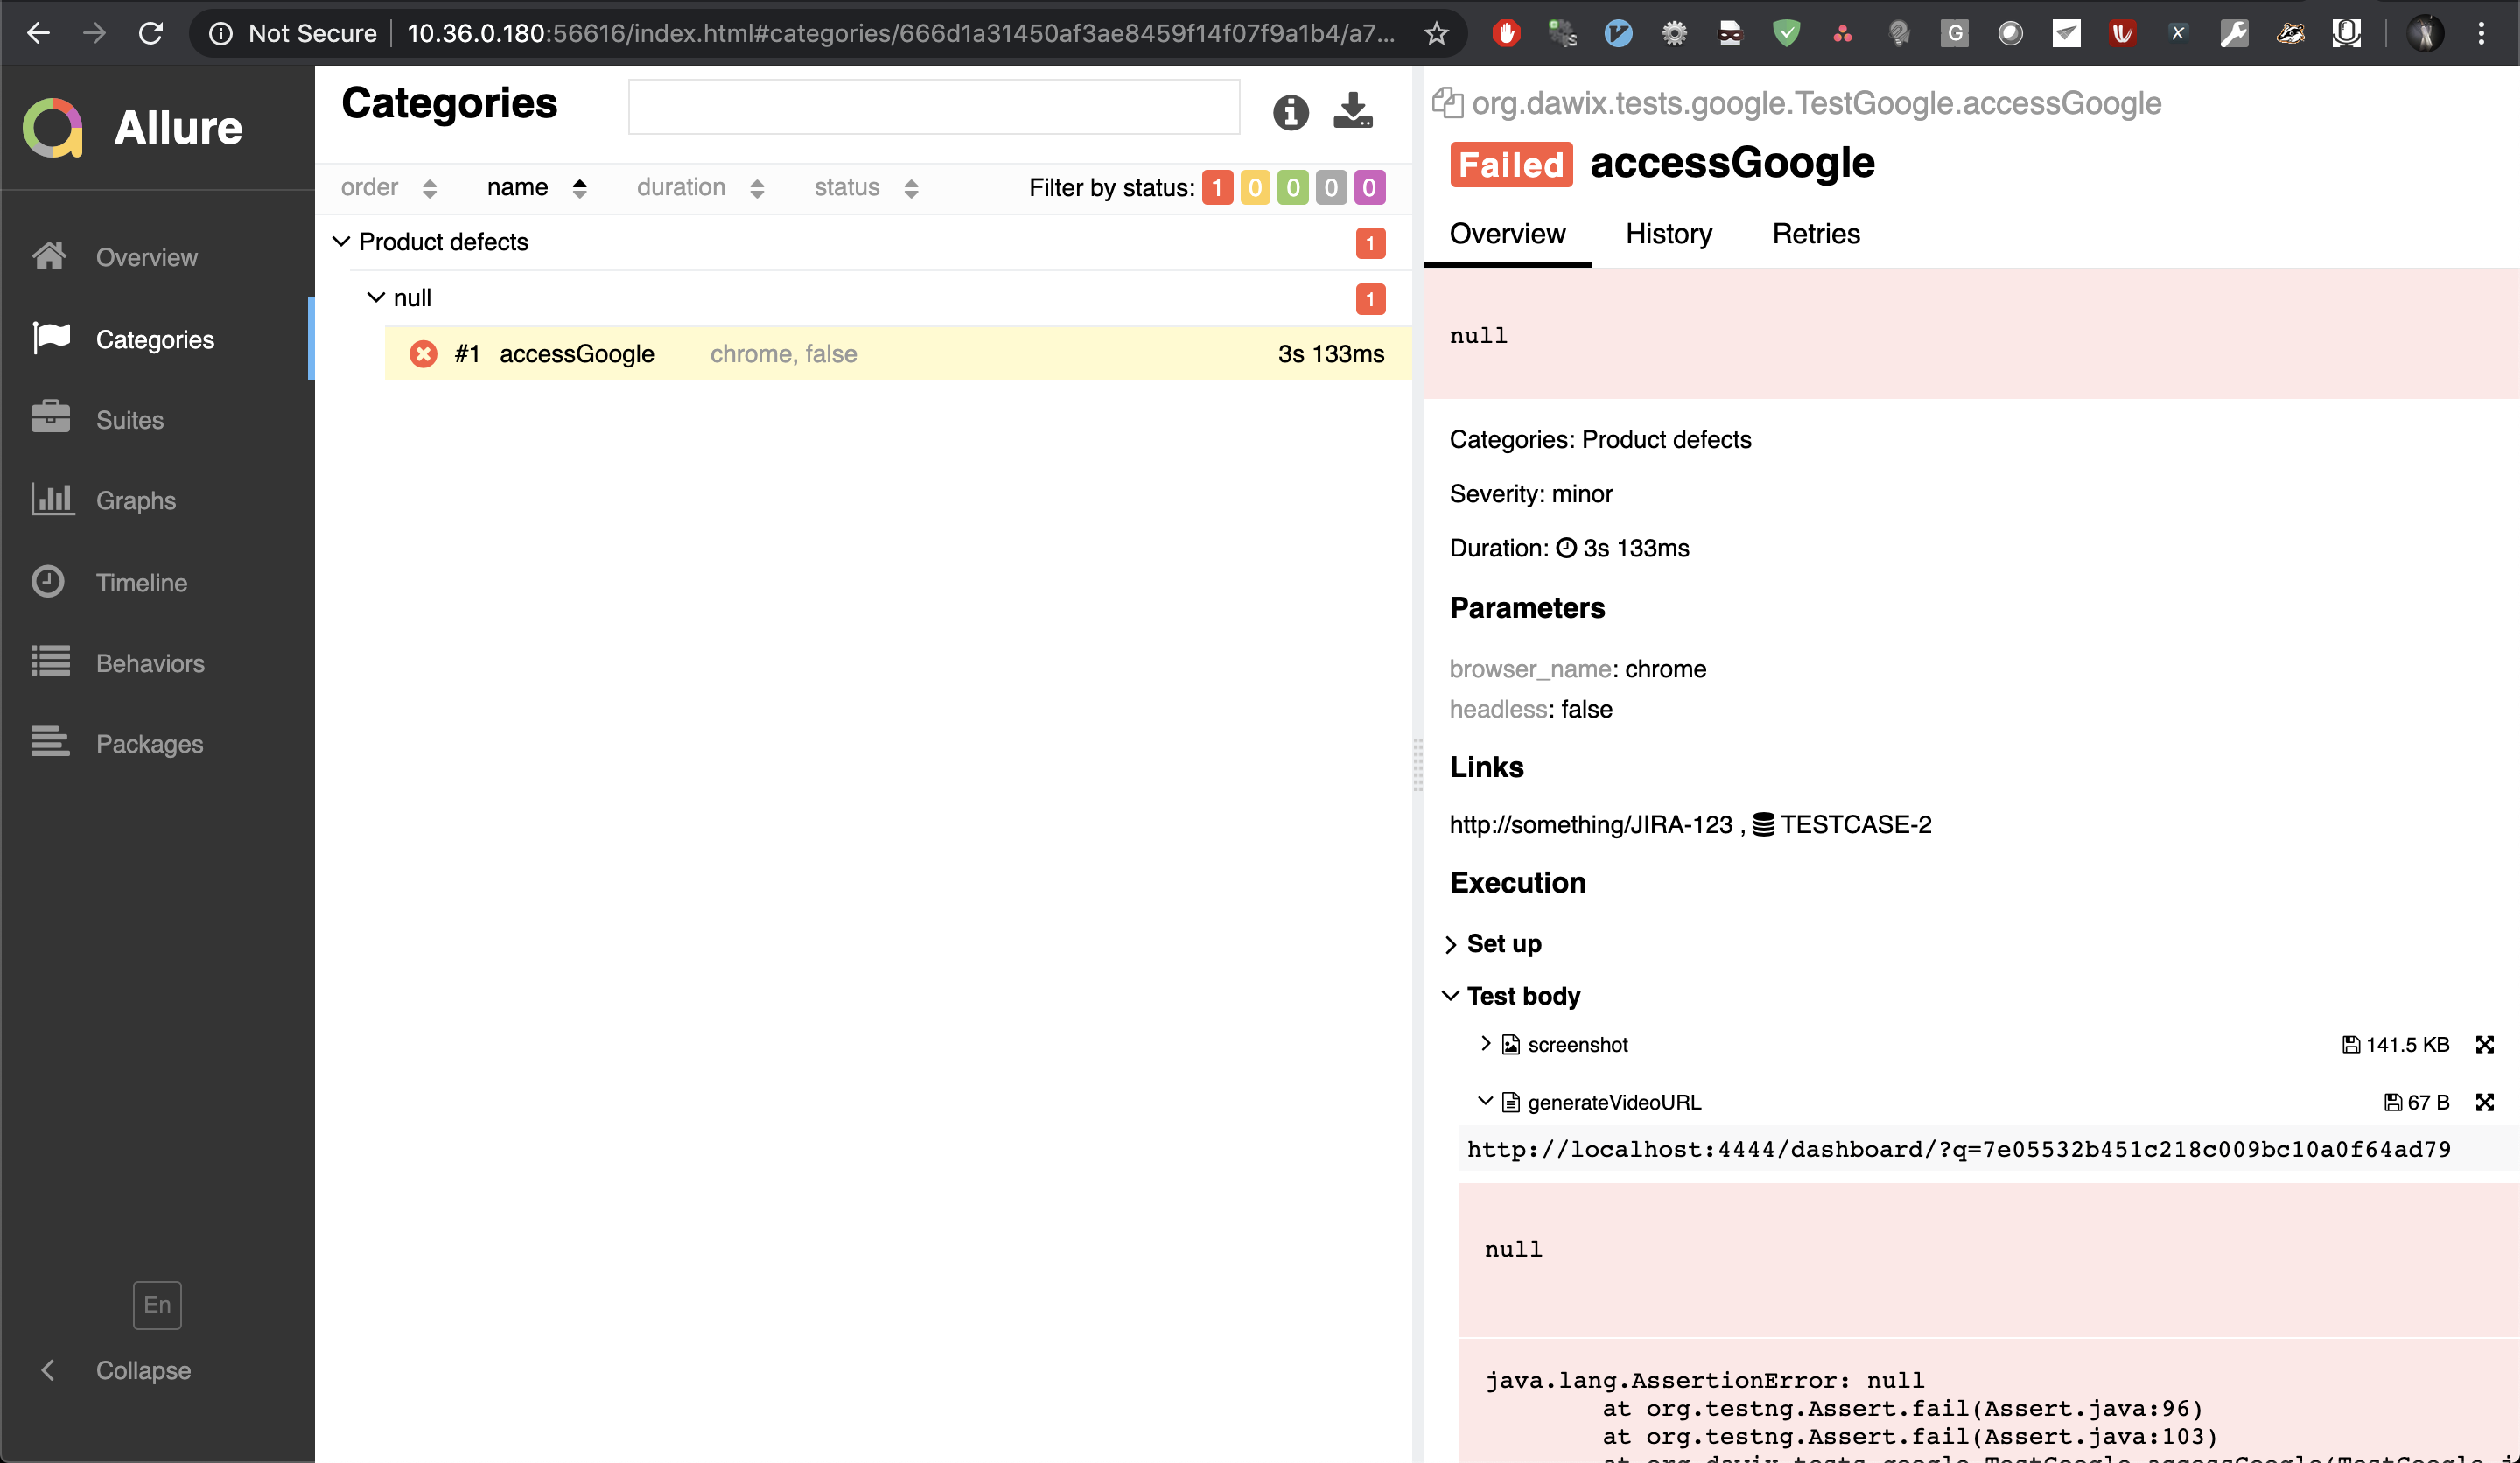 Not Secure
10.36.0.180:56616/index.html#categories/666d1a31450af3ae8459f14f07f9a1b4/a7...
Allure
Overview
Categories
Suites
Graphs
Timeline
Behaviors
Packages
En
Collapse
Categories
order name duration status Filter by status: 1 0 0 0 0
Product defects 1
null 1
#1 accessGoogle chrome, false 3s 133ms
org.dawix.tests.google.TestGoogle.accessGoogle
Failed accessGoogle
Overview History Retries
null
Categories: Product defects
Severity: minor
Duration: 3s 133ms
Parameters
browser_name: chrome
headless: false
Links
http://something/JIRA-123 , TESTCASE-2
Execution
Set up
Test body
screenshot 141.5 KB
generateVideoURL 67 B
http://localhost:4444/dashboard/?q=7e05532b451c218c009bc10a0f64ad79
null
java.lang.AssertionError: null
at org.testng.Assert.fail(Assert.java:96)
at org.testng.Assert.fail(Assert.java:103)